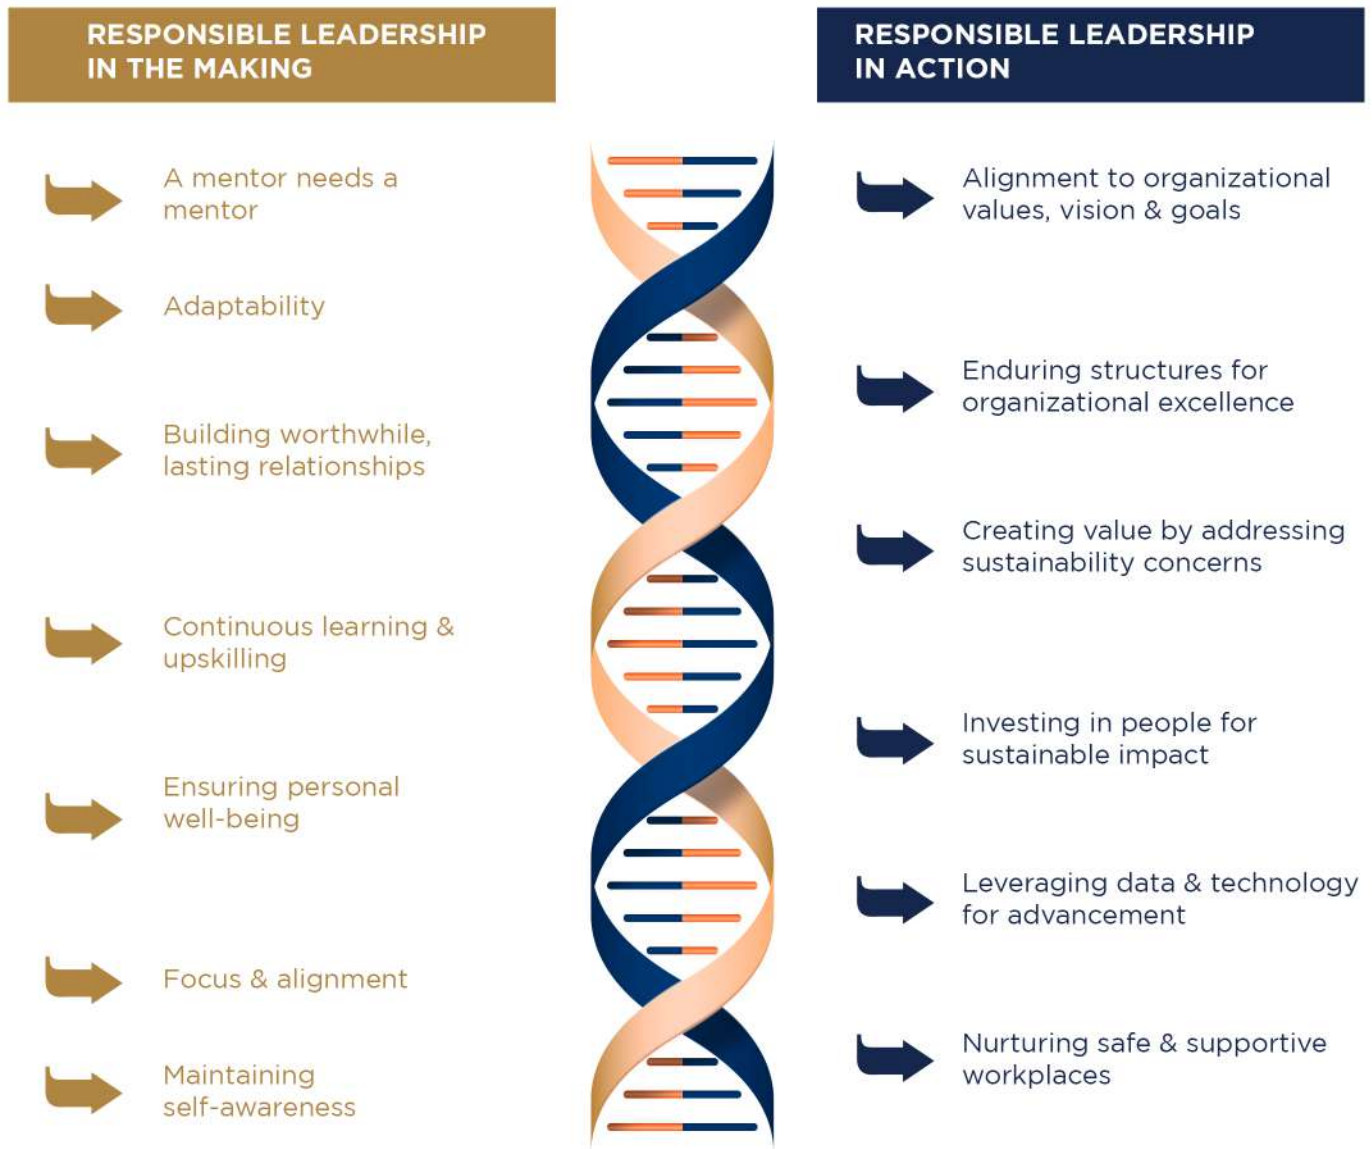 RESPONSIBLE LEADERSHIP
IN THE MAKING
A mentor needs a
mentor
Adaptability
Building worthwhile,
lasting relationships
Continuous learning &
upskilling
Ensuring personal
well-being
Focus & alignment
Maintaining
self-awareness
RESPONSIBLE LEADERSHIP
IN ACTION
Alignment to organizational
values, vision & goals
Enduring structures for
organizational excellence
Creating value by addressing
sustainability concerns
Investing in people for
sustainable impact
Leveraging data & technology
for advancement
Nurturing safe & supportive
workplaces